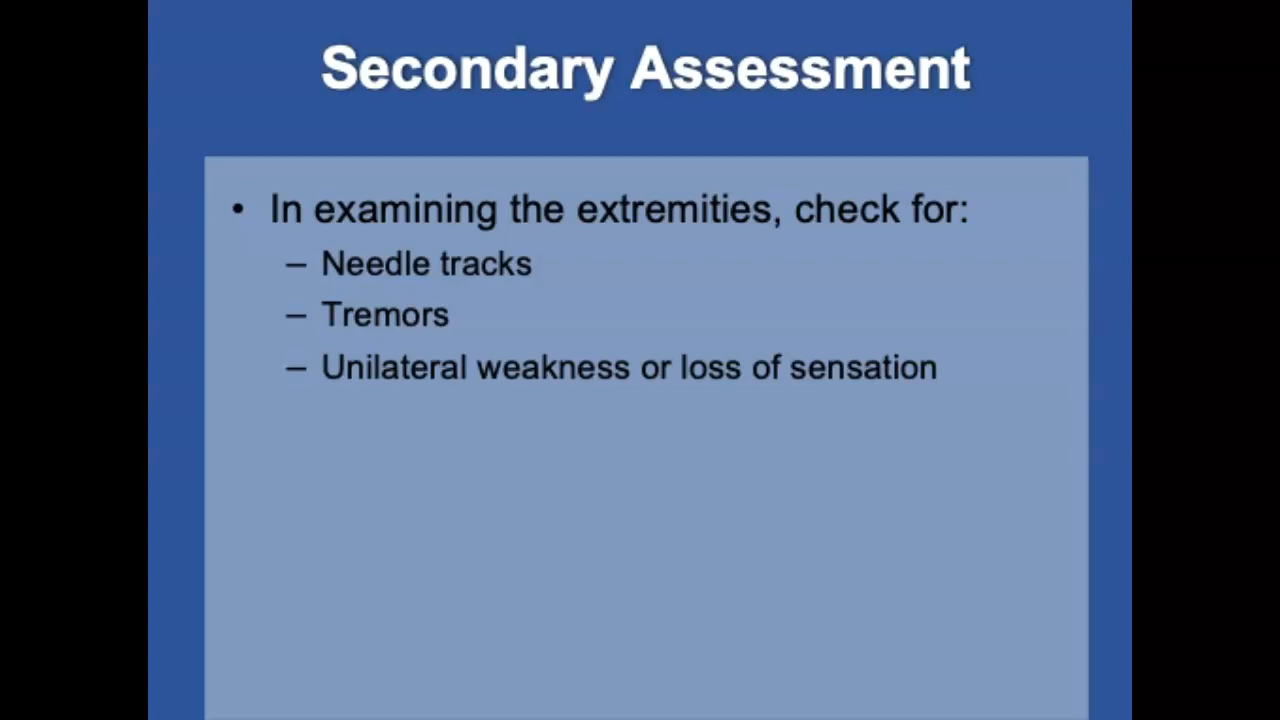 Secondary Assessment
• In examining the extremities, check for:
– Needle tracks
– Tremors
– Unilateral weakness or loss of sensation